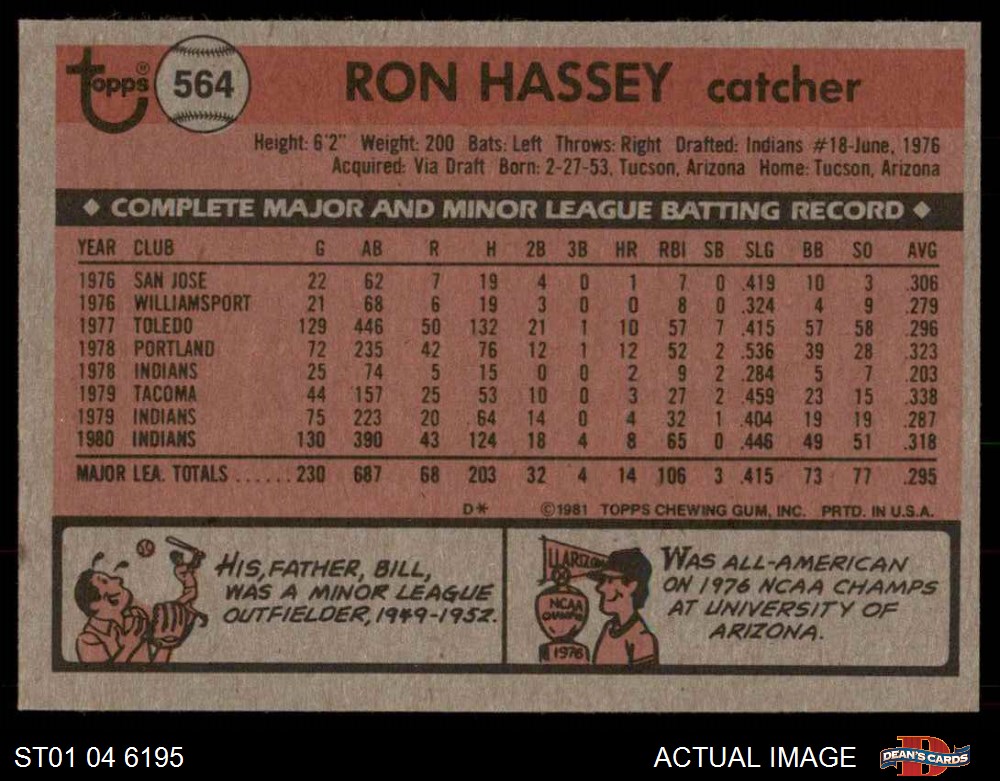 Topps® 564 RON HASSEY catcher
Height: 6'2" Weight: 200 Bats: Left Throws: Right Drafted: Indians #18-June, 1976
Acquired: Via Draft Born: 2-27-53, Tucson, Arizona Home: Tucson, Arizona
◆ COMPLETE MAJOR AND MINOR LEAGUE BATTING RECORD ◆
YEAR CLUB G AB R H 2B 3B HR RBI SB SLG BB SO AVG
1976 SAN JOSE 22 62 7 19 4 0 1 7 0 .419 10 3 .306
1976 WILLIAMSPORT 21 68 6 19 3 0 0 8 0 .324 4 9 .279
1977 TOLEDO 129 446 50 132 21 1 10 57 7 .415 57 58 .296
1978 PORTLAND 72 235 42 76 12 1 12 52 2 .536 39 28 .323
1978 INDIANS 25 74 5 15 0 0 2 9 2 .284 5 7 .203
1979 TACOMA 44 157 25 53 10 0 3 27 2 .459 23 15 .338
1979 INDIANS 75 223 20 64 14 0 4 32 1 .404 19 19 .287
1980 INDIANS 130 390 43 124 18 4 8 65 0 .446 49 51 .318
MAJOR LEA. TOTALS ...... 230 687 68 203 32 4 14 106 3 .415 73 77 .295
D* ©1981 TOPPS CHEWING GUM, INC. PRTD. IN U.S.A.
HIS, FATHER, BILL,
WAS A MINOR LEAGUE
OUTFIELDER, 1949-1952.
NCAA
CHAMPS
1976
WAS ALL-AMERICAN
ON 1976 NCAA CHAMPS
AT UNIVERSITY OF
ARIZONA.
ST01 04 6195
ACTUAL IMAGE
DEAN'S CARDS